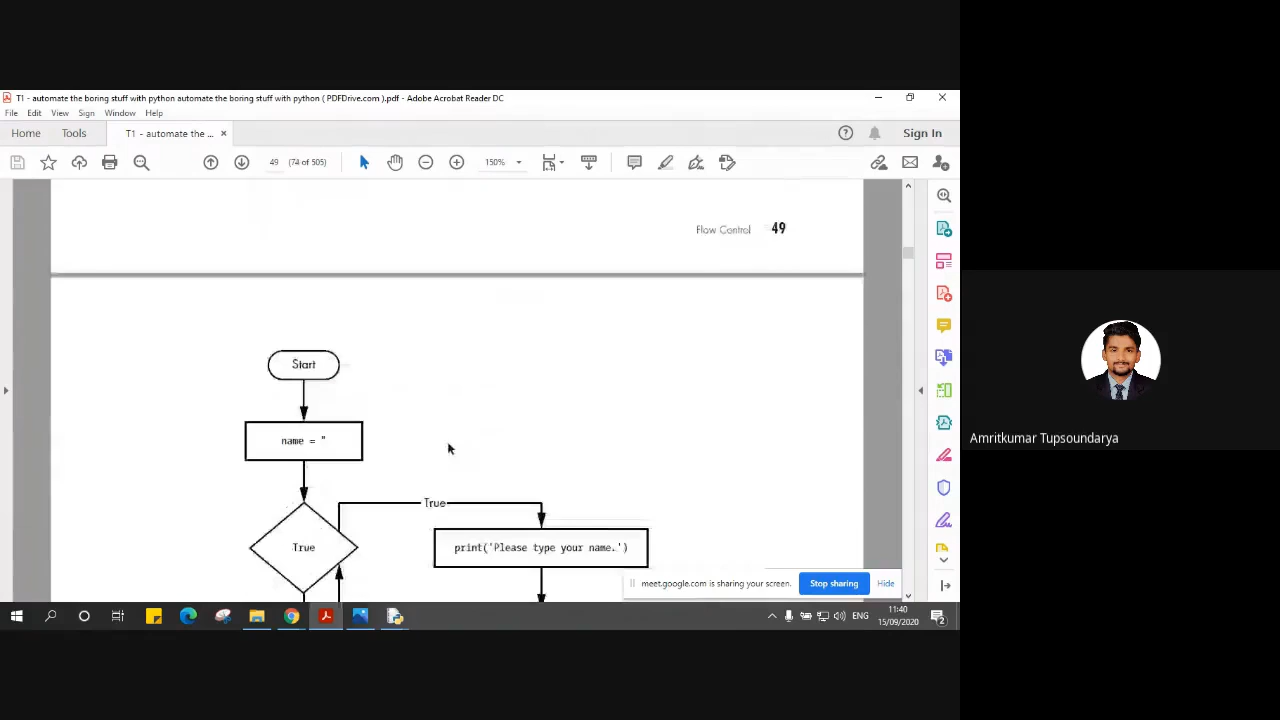 T1 - automate the boring stuff with python automate the boring stuff with python ( PDFDrive.com ).pdf - Adobe Acrobat Reader DC
File Edit View Sign Window Help
Home Tools T1 - automate the ... × Sign In
49 (74 of 505) 150%
Flow Control 49
Start
name = ''
True
True
print('Please type your name.')
Amritkumar Tupsoundarya
meet.google.com is sharing your screen. Stop sharing Hide
ENG 11:40
15/09/2020 2